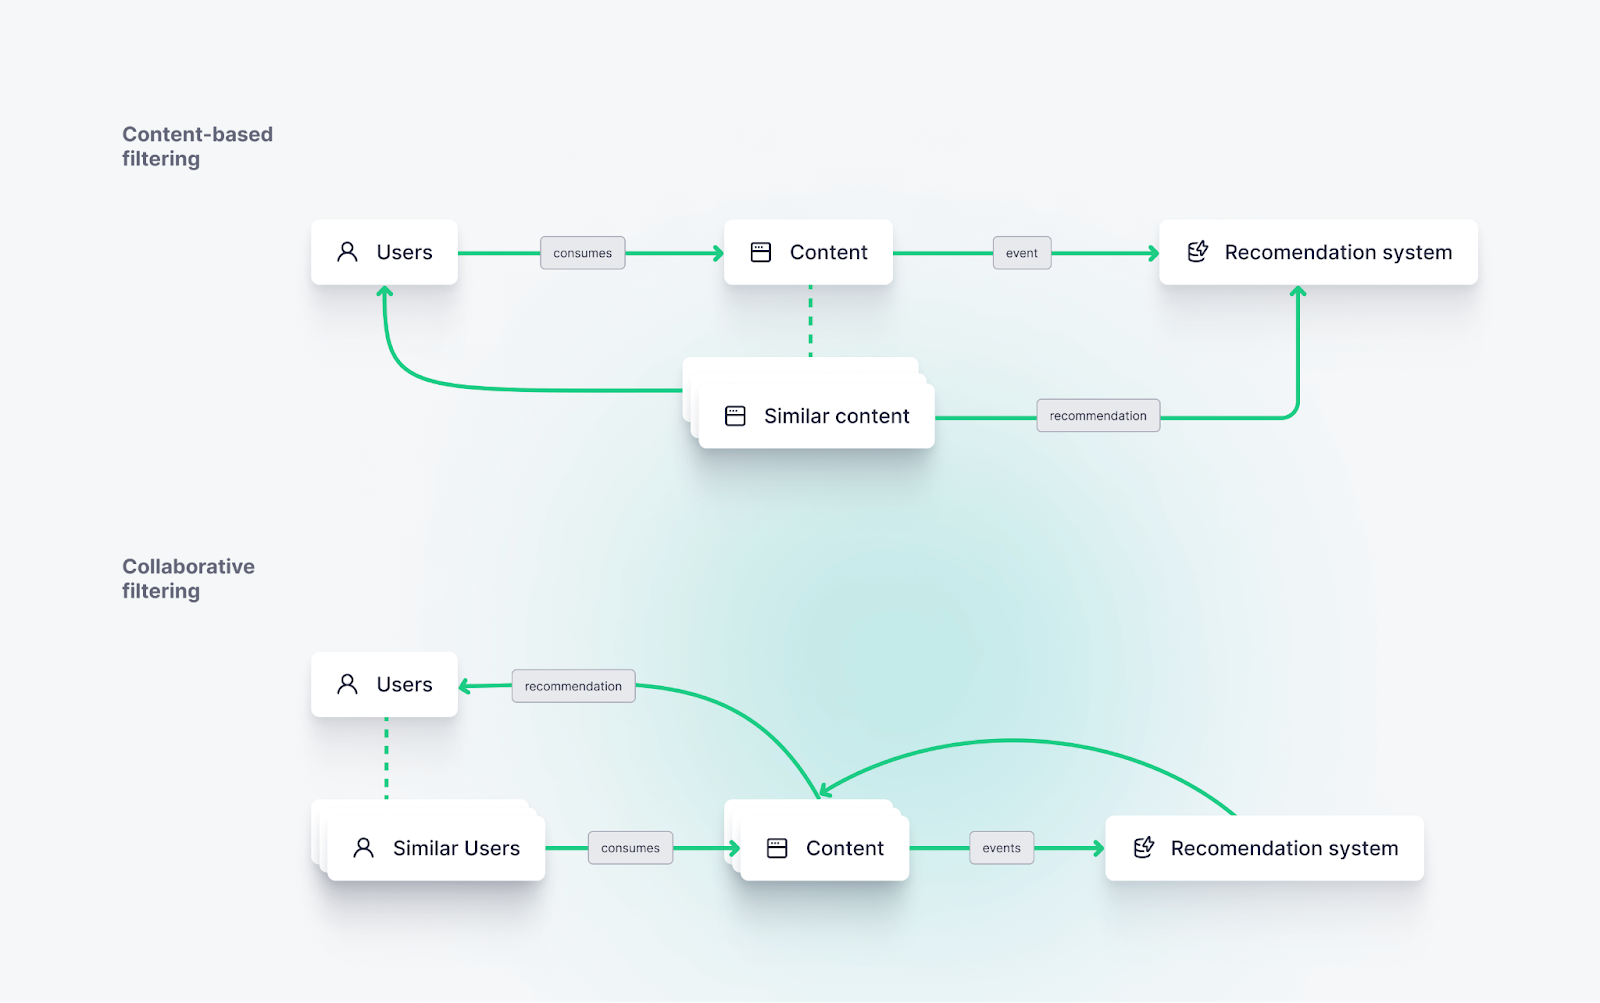 Content-based
filtering
Users
consumes
Content
event
Recomendation system
Similar content
recommendation
Collaborative
filtering
Users
recommendation
Similar Users
consumes
Content
events
Recomendation system